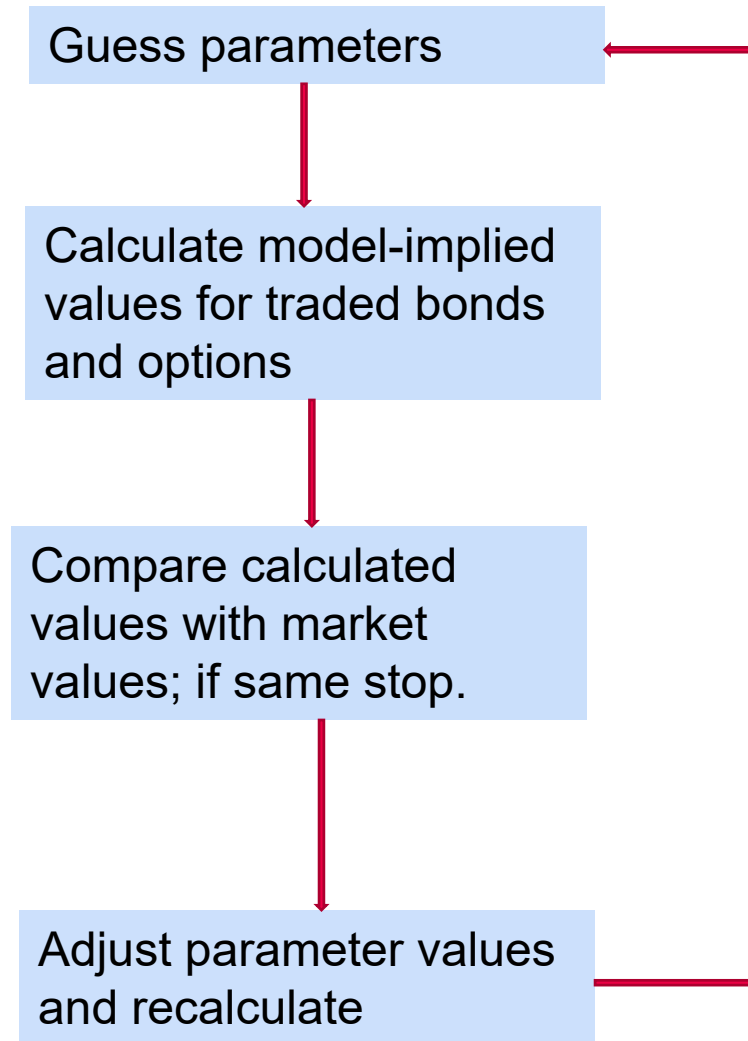 Guess parameters
Calculate model-implied
values for traded bonds
and options
Compare calculated
values with market
values; if same stop.
Adjust parameter values
and recalculate